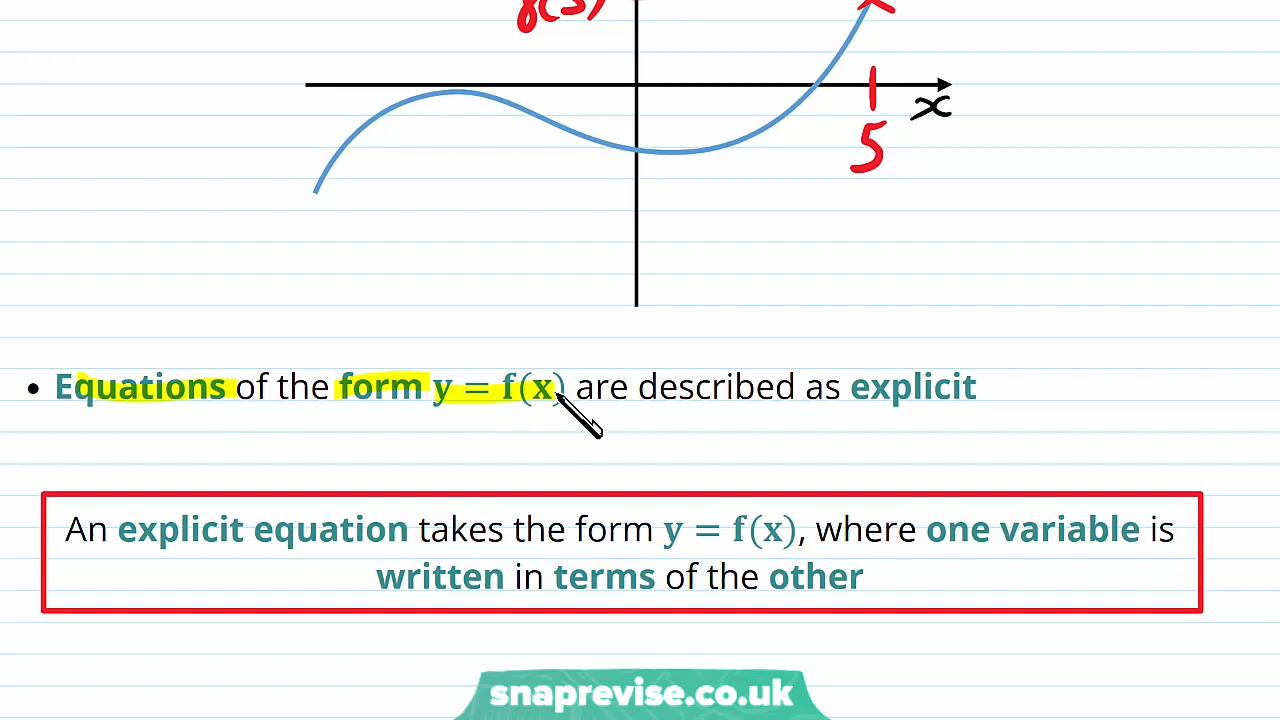 x
5
• Equations of the form y = f(x) are described as explicit
An explicit equation takes the form y = f(x), where one variable is
written in terms of the other
snaprevise.co.uk